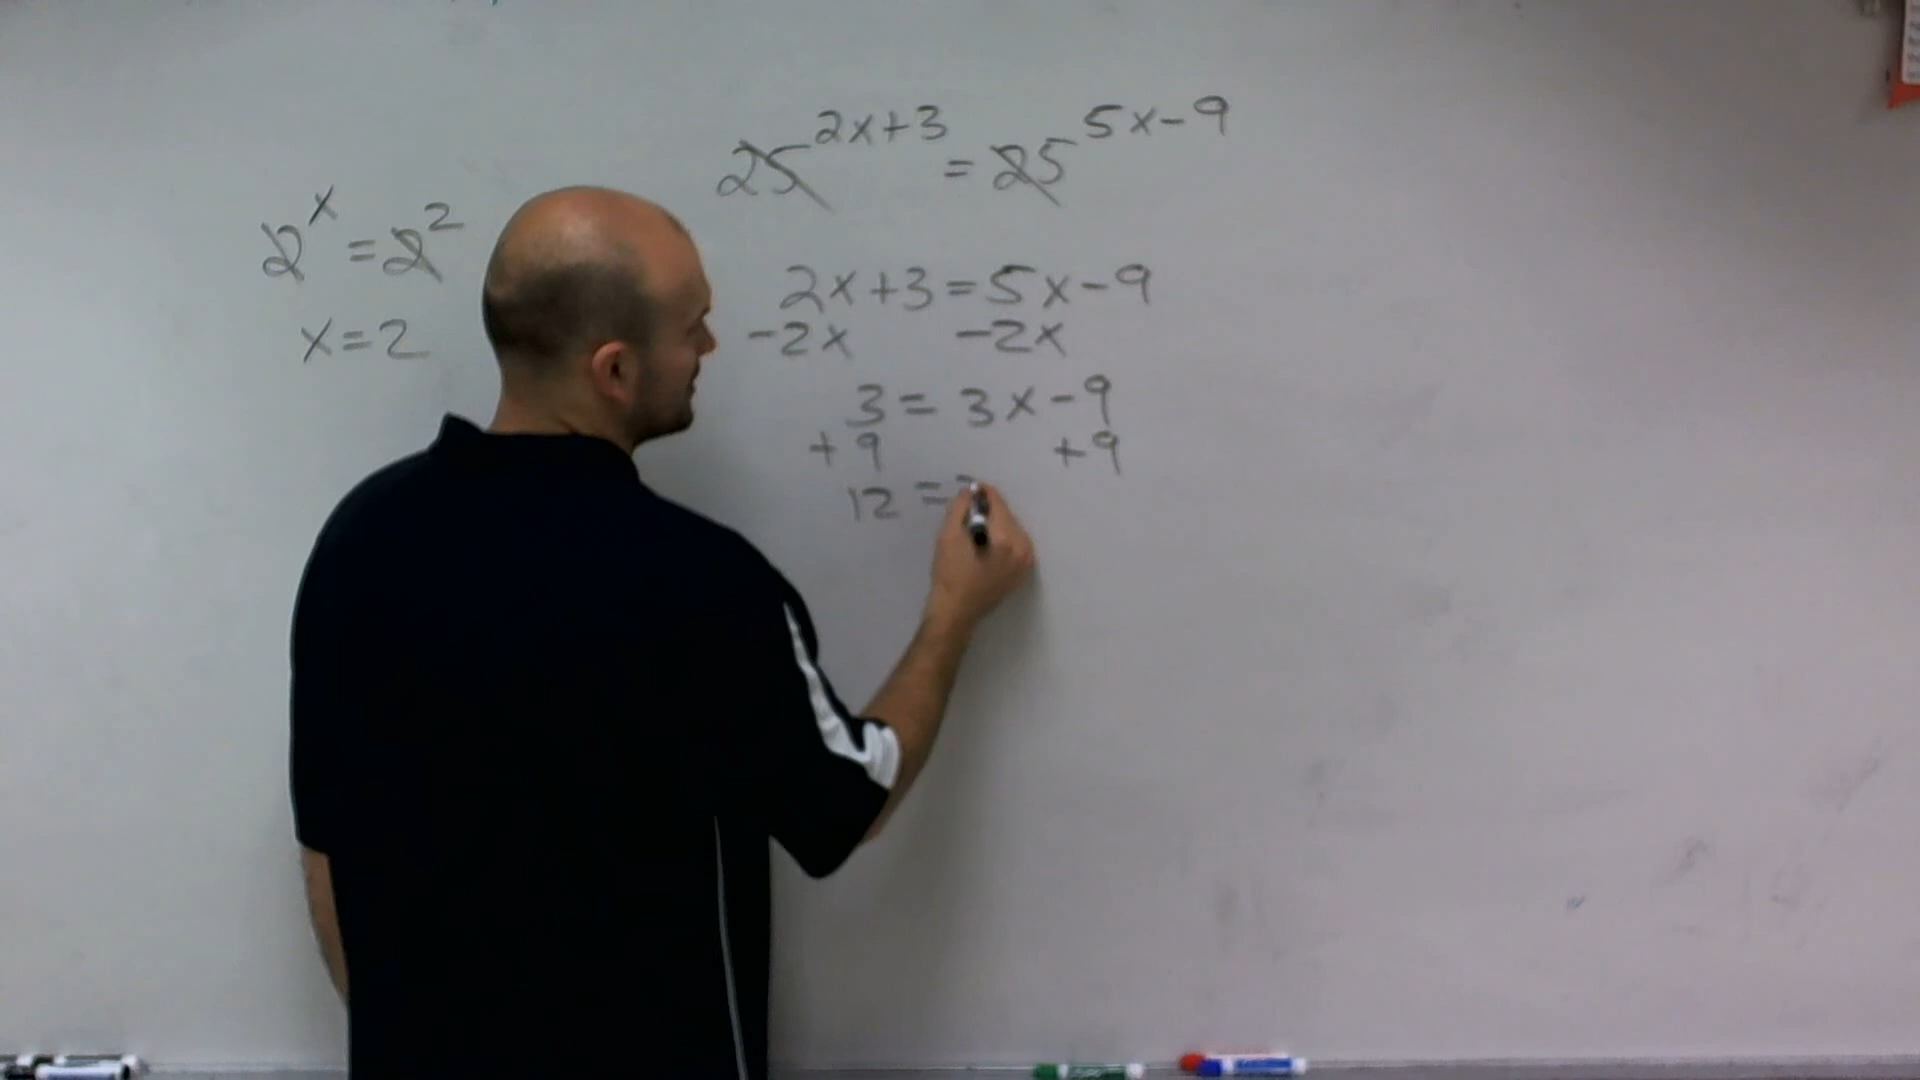 2^x = 2^2
x = 2
25^(2x+3) = 25^(5x-9)
2x+3 = 5x-9
-2x -2x
3 = 3x-9
+9 +9
12 =